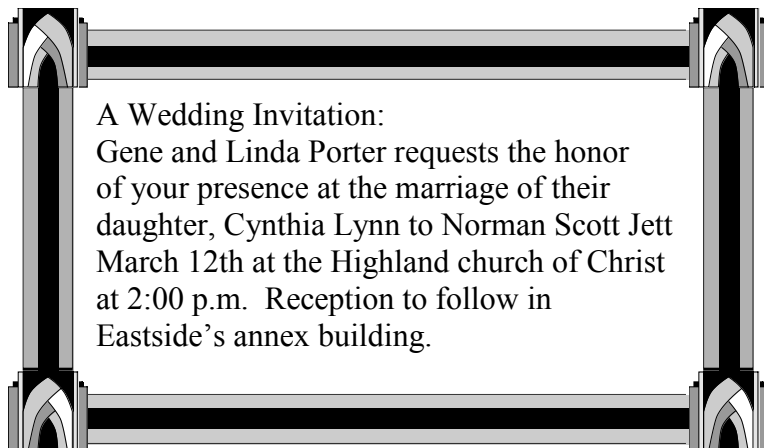 A Wedding Invitation:
Gene and Linda Porter requests the honor
of your presence at the marriage of their
daughter, Cynthia Lynn to Norman Scott Jett
March 12th at the Highland church of Christ
at 2:00 p.m.  Reception to follow in
Eastside’s annex building.